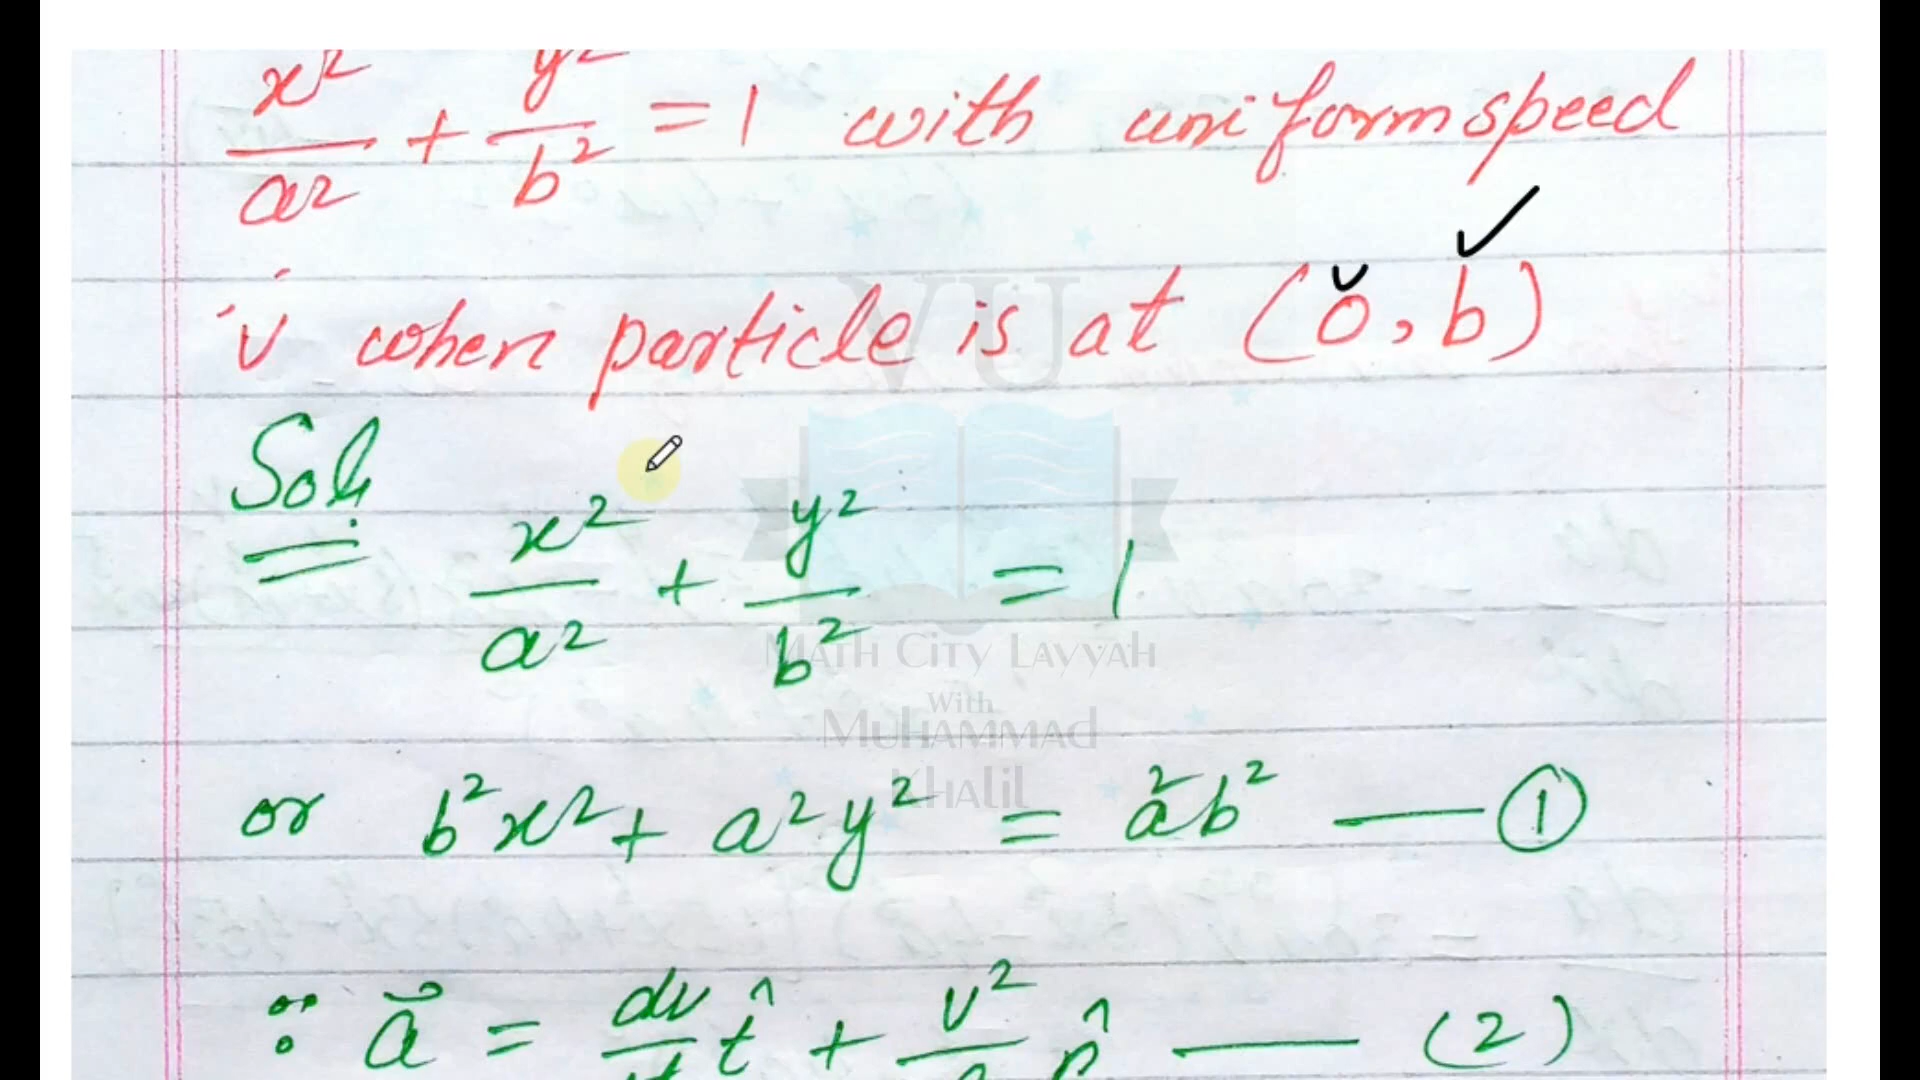 x²/a² + y²/b² = 1 with uniform speed
'v' when particle is at (0, b)
Sol:
x²/a² + y²/b² = 1
or b²x² + a²y² = a²b² — ①
∵ a⃗ = dv/dt t̂ + v²/ρ n̂ — (2)
VU
Math City Layyah
With
Muhammad
Khalil